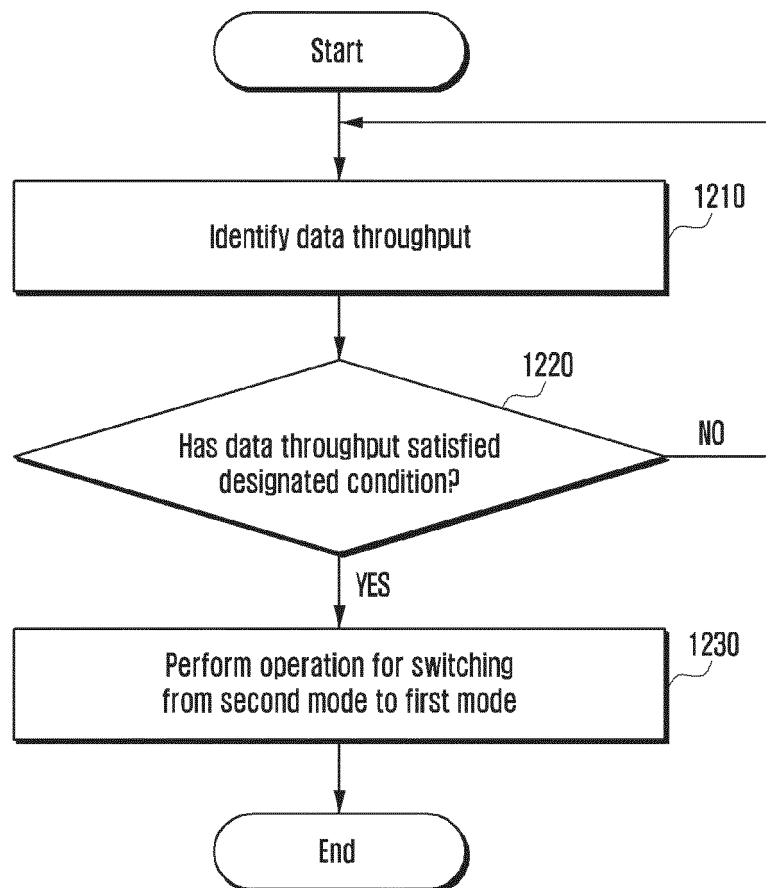 Start
1210
Identify data throughput
1220
Has data throughput satisfied
designated condition?
NO
YES
1230
Perform operation for switching
from second mode to first mode
End